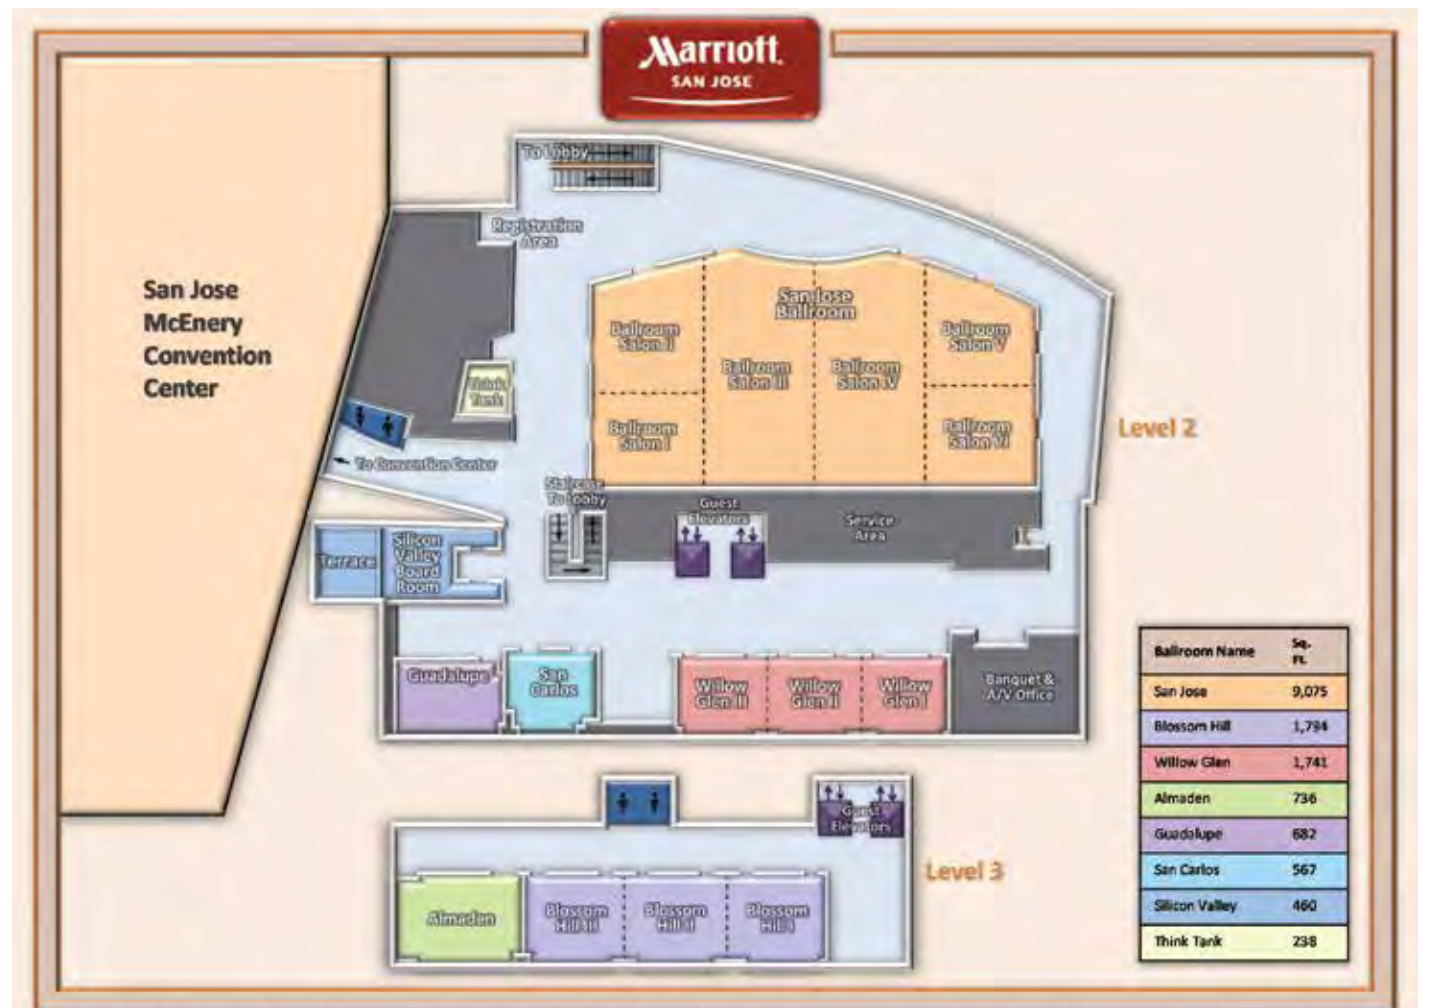 Marriott
SAN JOSE
To Lobby
Registration
Area
San Jose
McEnery
Convention
Center
San Jose
Ballroom
Ballroom
Salon II
Ballroom
Salon III
Ballroom
Salon IV
Ballroom
Salon V
Think
Tank
Ballroom
Salon I
Ballroom
Salon VI
Level 2
To Convention Center
Staircase
To Lobby
Guest
Elevators
Service
Area
Terrace
Silicon
Valley
Board
Room
Guadalupe
San
Carlos
Willow
Glen III
Willow
Glen II
Willow
Glen I
Banquet &
A/V Office
Ballroom Name Sq. Ft.
San Jose 9,075
Blossom Hill 1,794
Willow Glen 1,741
Almaden 736
Guadalupe 682
San Carlos 567
Silicon Valley 460
Think Tank 238
Guest
Elevators
Level 3
Almaden
Blossom
Hill III
Blossom
Hill II
Blossom
Hill I